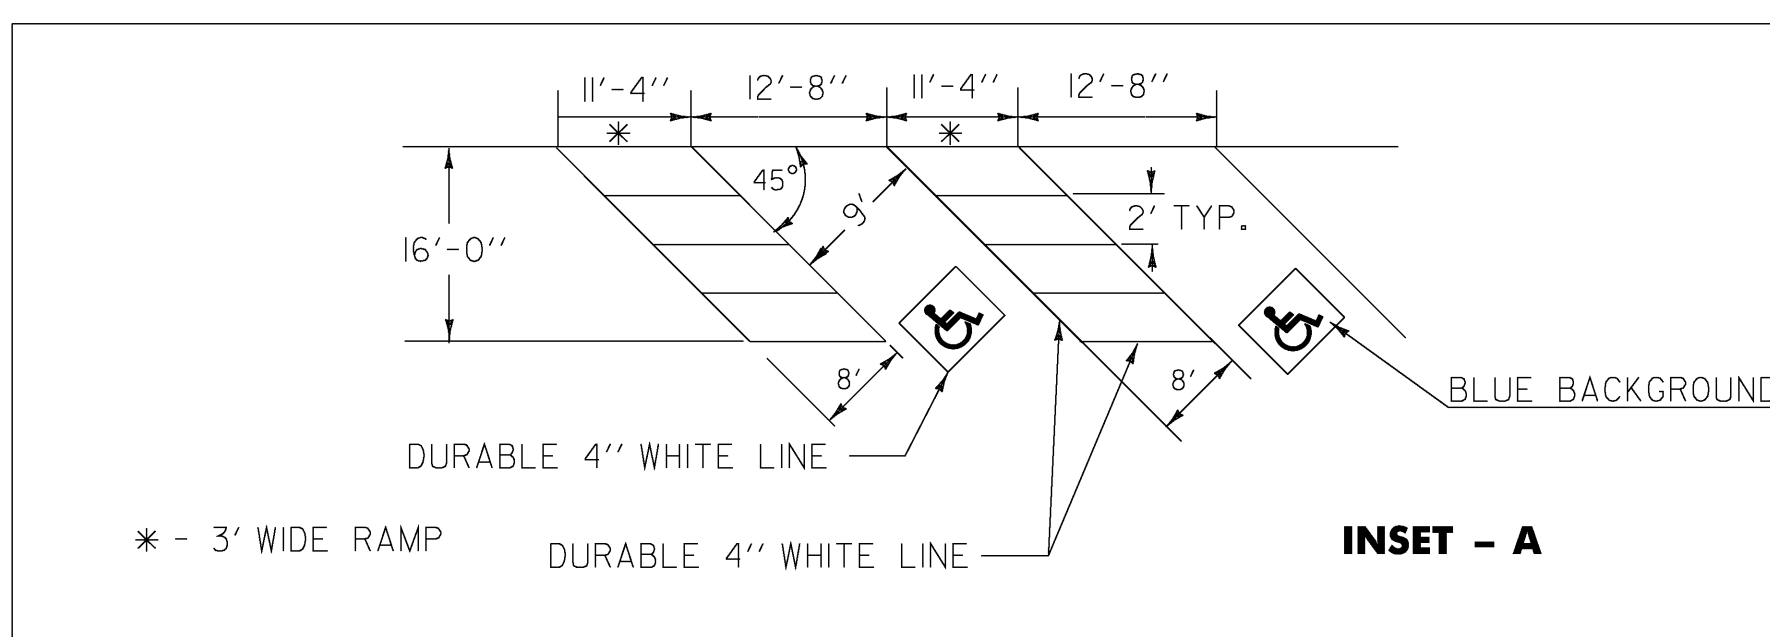 11'-4'' 12'-8'' 11'-4'' 12'-8''
* *
45°
9'
2' TYP.
16'-0''
8' 8'
BLUE BACKGROUND
DURABLE 4'' WHITE LINE
* - 3' WIDE RAMP
DURABLE 4'' WHITE LINE
INSET – A